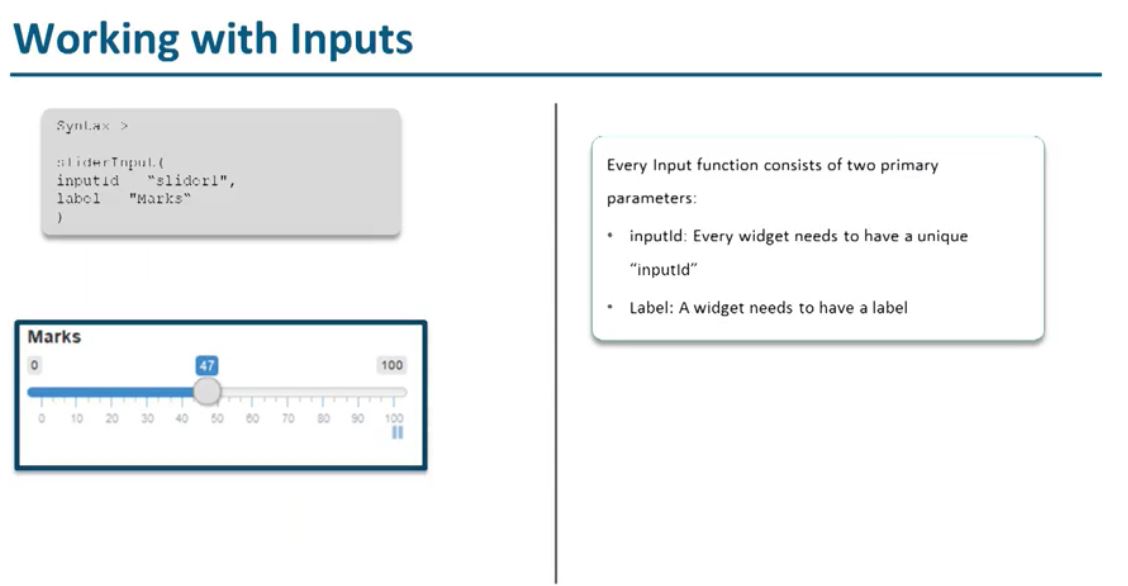 Working with Inputs
Syntax >
sliderInput(
inputId "slider1",
label "Marks"
)
Every Input function consists of two primary
parameters:
• inputId: Every widget needs to have a unique
"inputId"
• Label: A widget needs to have a label
Marks
0 47 100
0 10 20 30 40 50 60 70 80 90 100